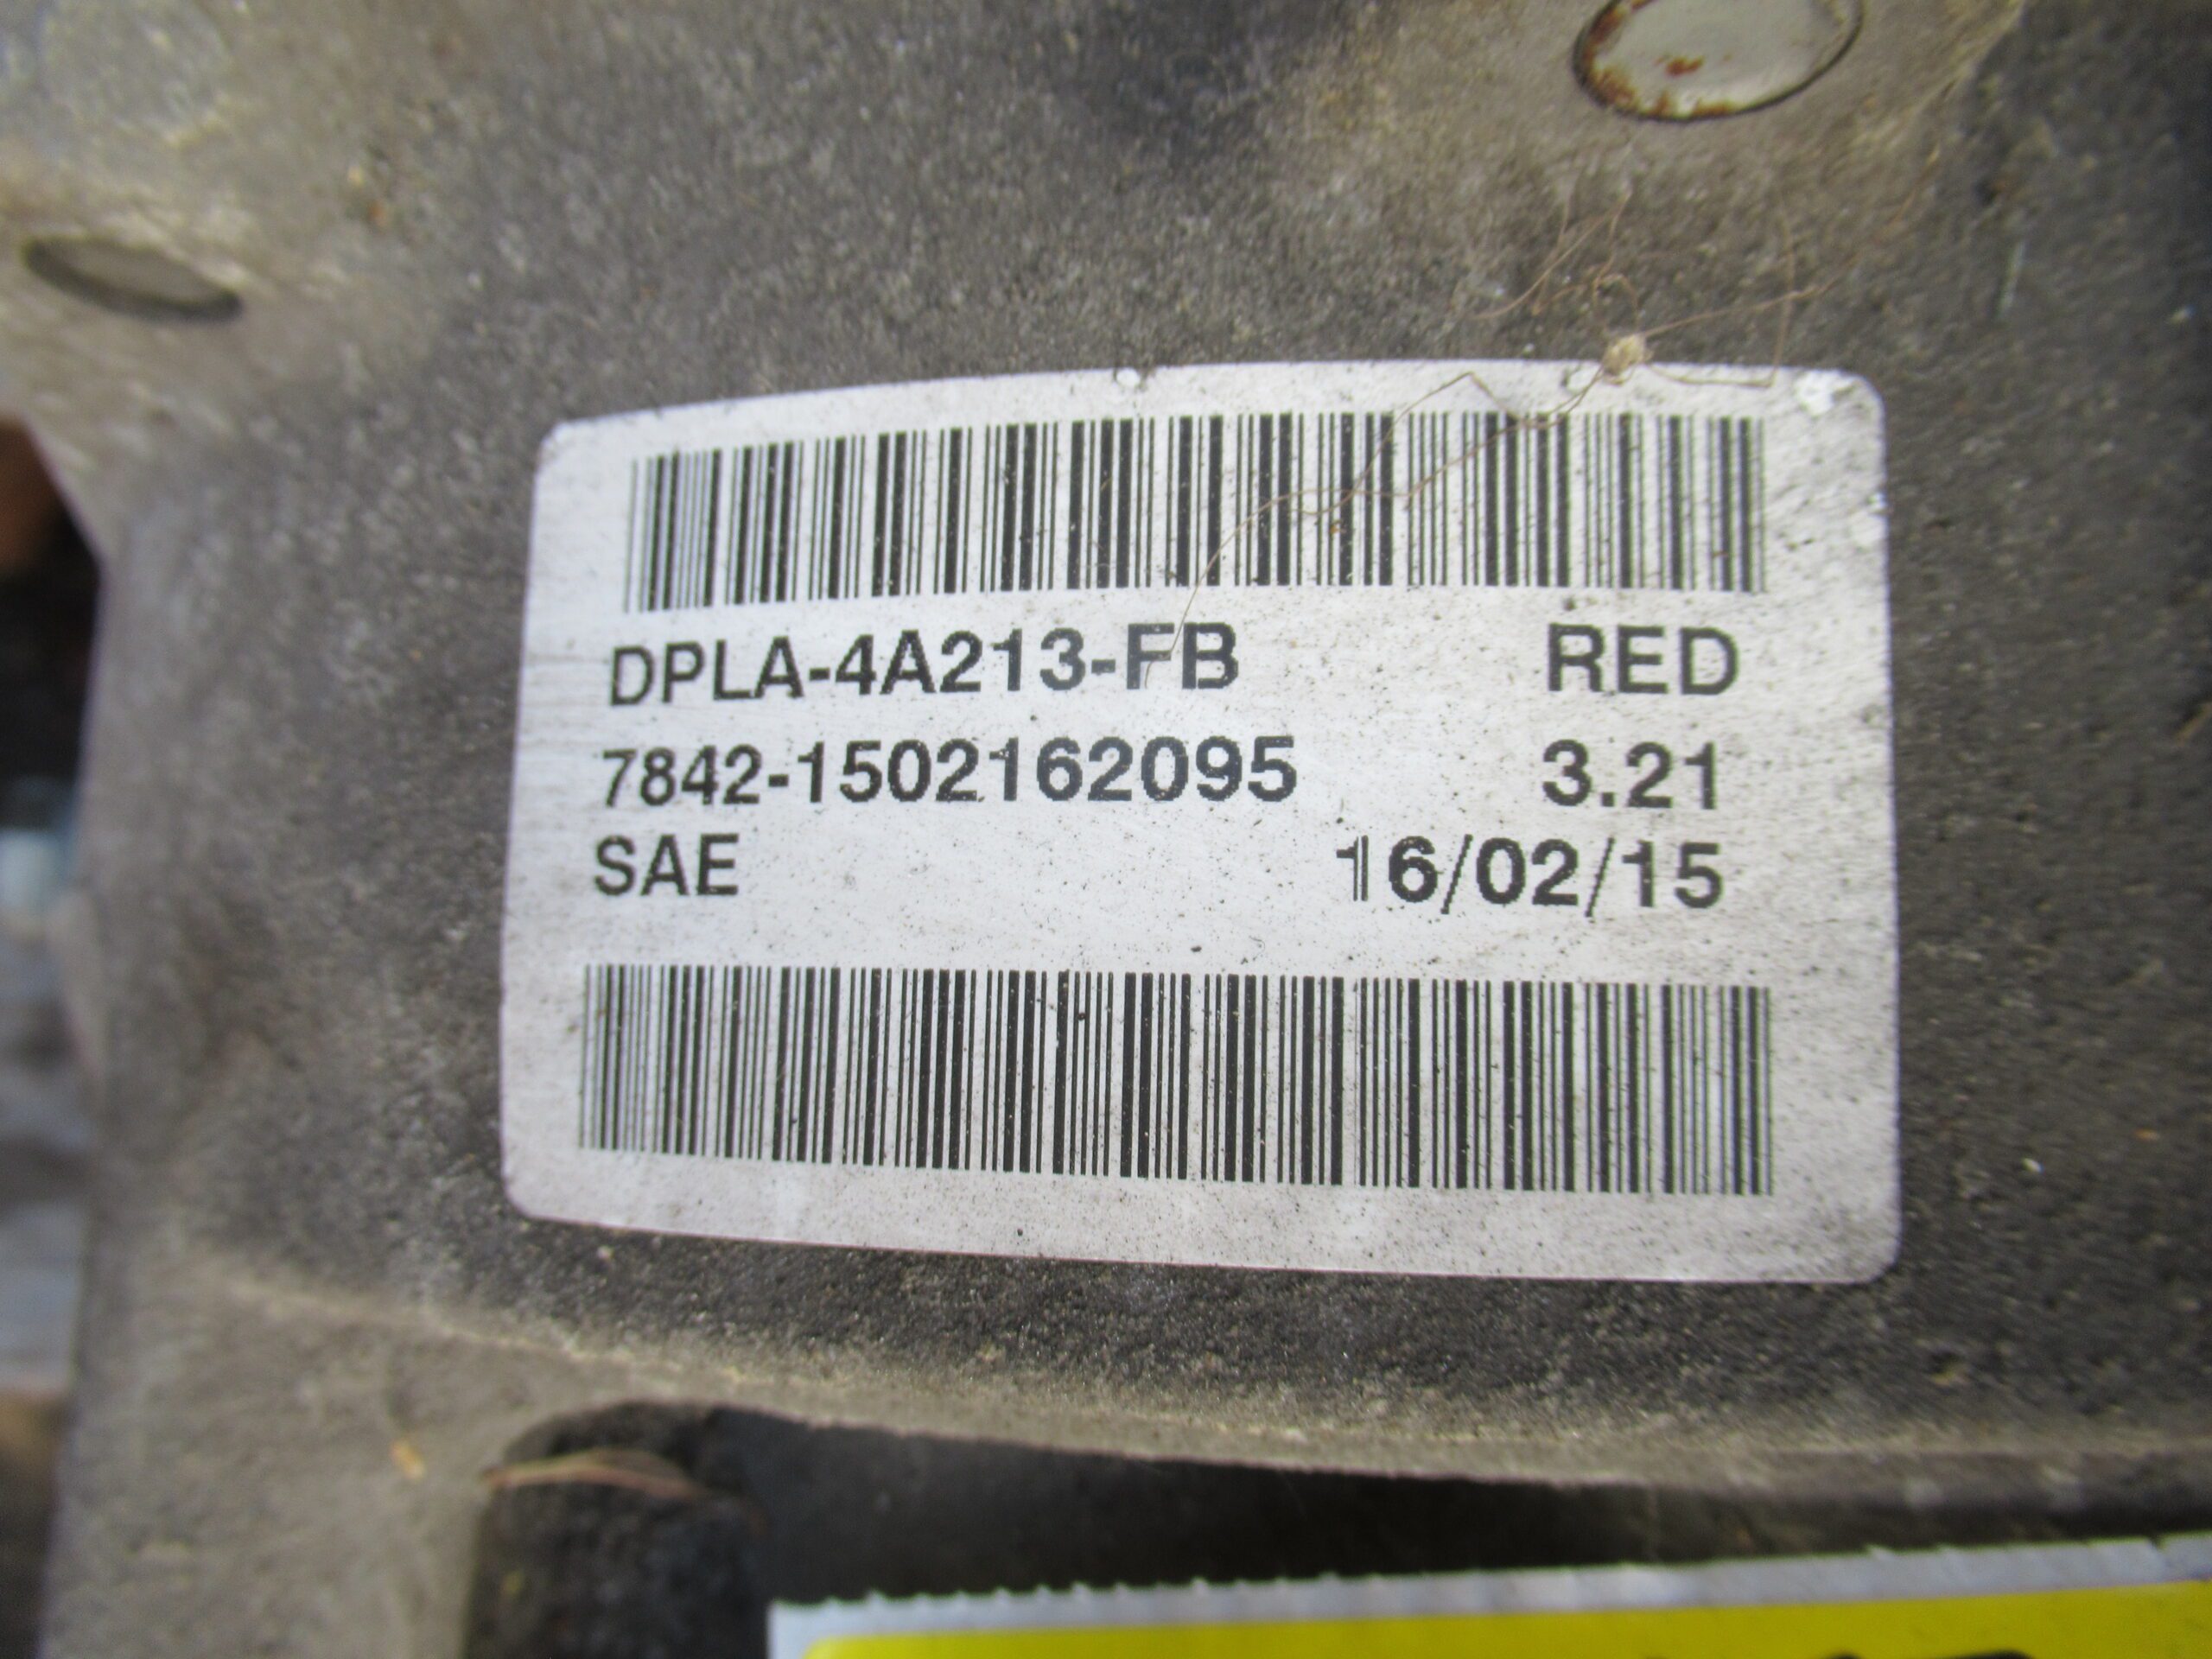 DPLA-4A213-FB RED
7842-1502162095 3.21
SAE 16/02/15